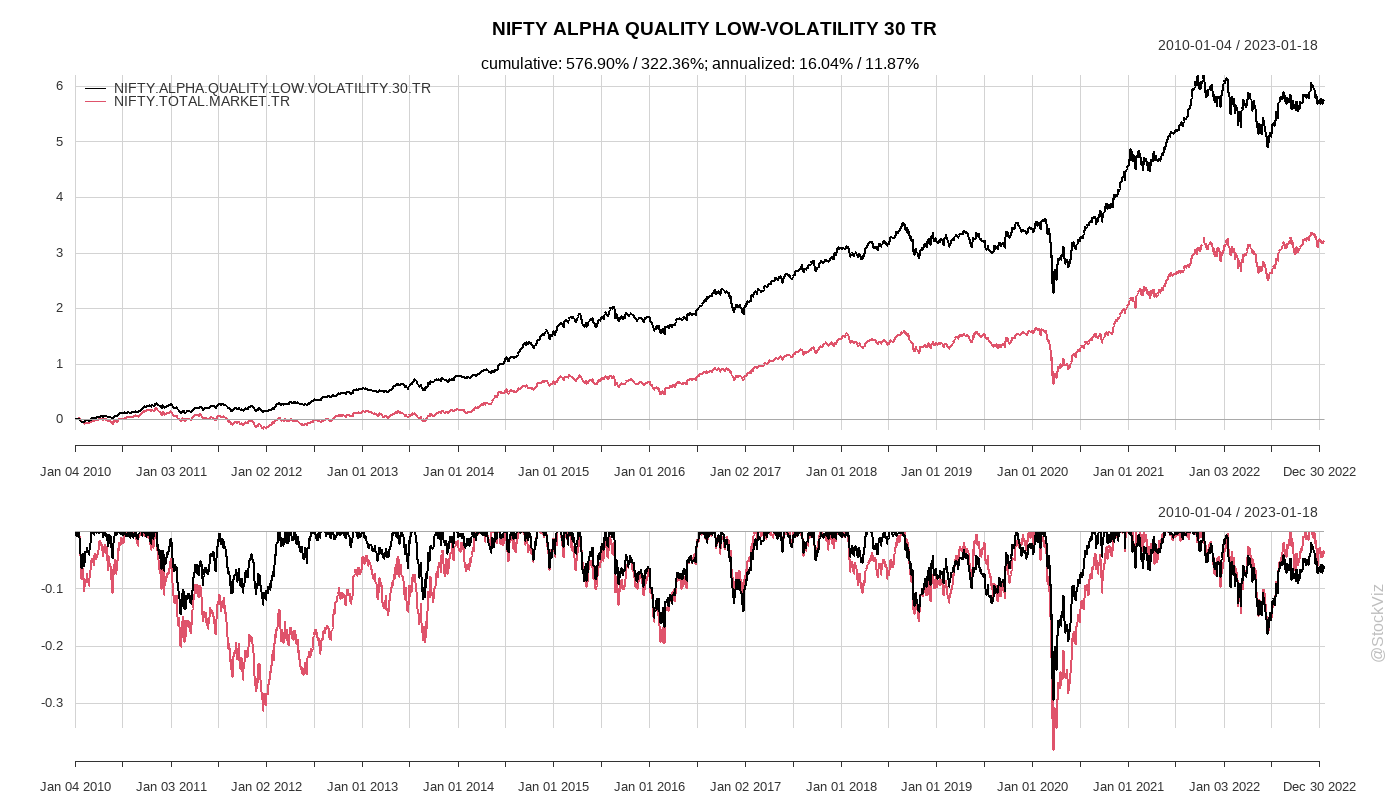 NIFTY ALPHA QUALITY LOW-VOLATILITY 30 TR
2010-01-04 / 2023-01-18
cumulative: 576.90% / 322.36%; annualized: 16.04% / 11.87%
NIFTY.ALPHA.QUALITY.LOW.VOLATILITY.30.TR
NIFTY.TOTAL.MARKET.TR
6
5
4
3
2
1
0
Jan 04 2010 Jan 03 2011 Jan 02 2012 Jan 01 2013 Jan 01 2014 Jan 01 2015 Jan 01 2016 Jan 02 2017 Jan 01 2018 Jan 01 2019 Jan 01 2020 Jan 01 2021 Jan 03 2022 Dec 30 2022
2010-01-04 / 2023-01-18
-0.1
-0.2
-0.3
Jan 04 2010 Jan 03 2011 Jan 02 2012 Jan 01 2013 Jan 01 2014 Jan 01 2015 Jan 01 2016 Jan 02 2017 Jan 01 2018 Jan 01 2019 Jan 01 2020 Jan 01 2021 Jan 03 2022 Dec 30 2022
@StockViz